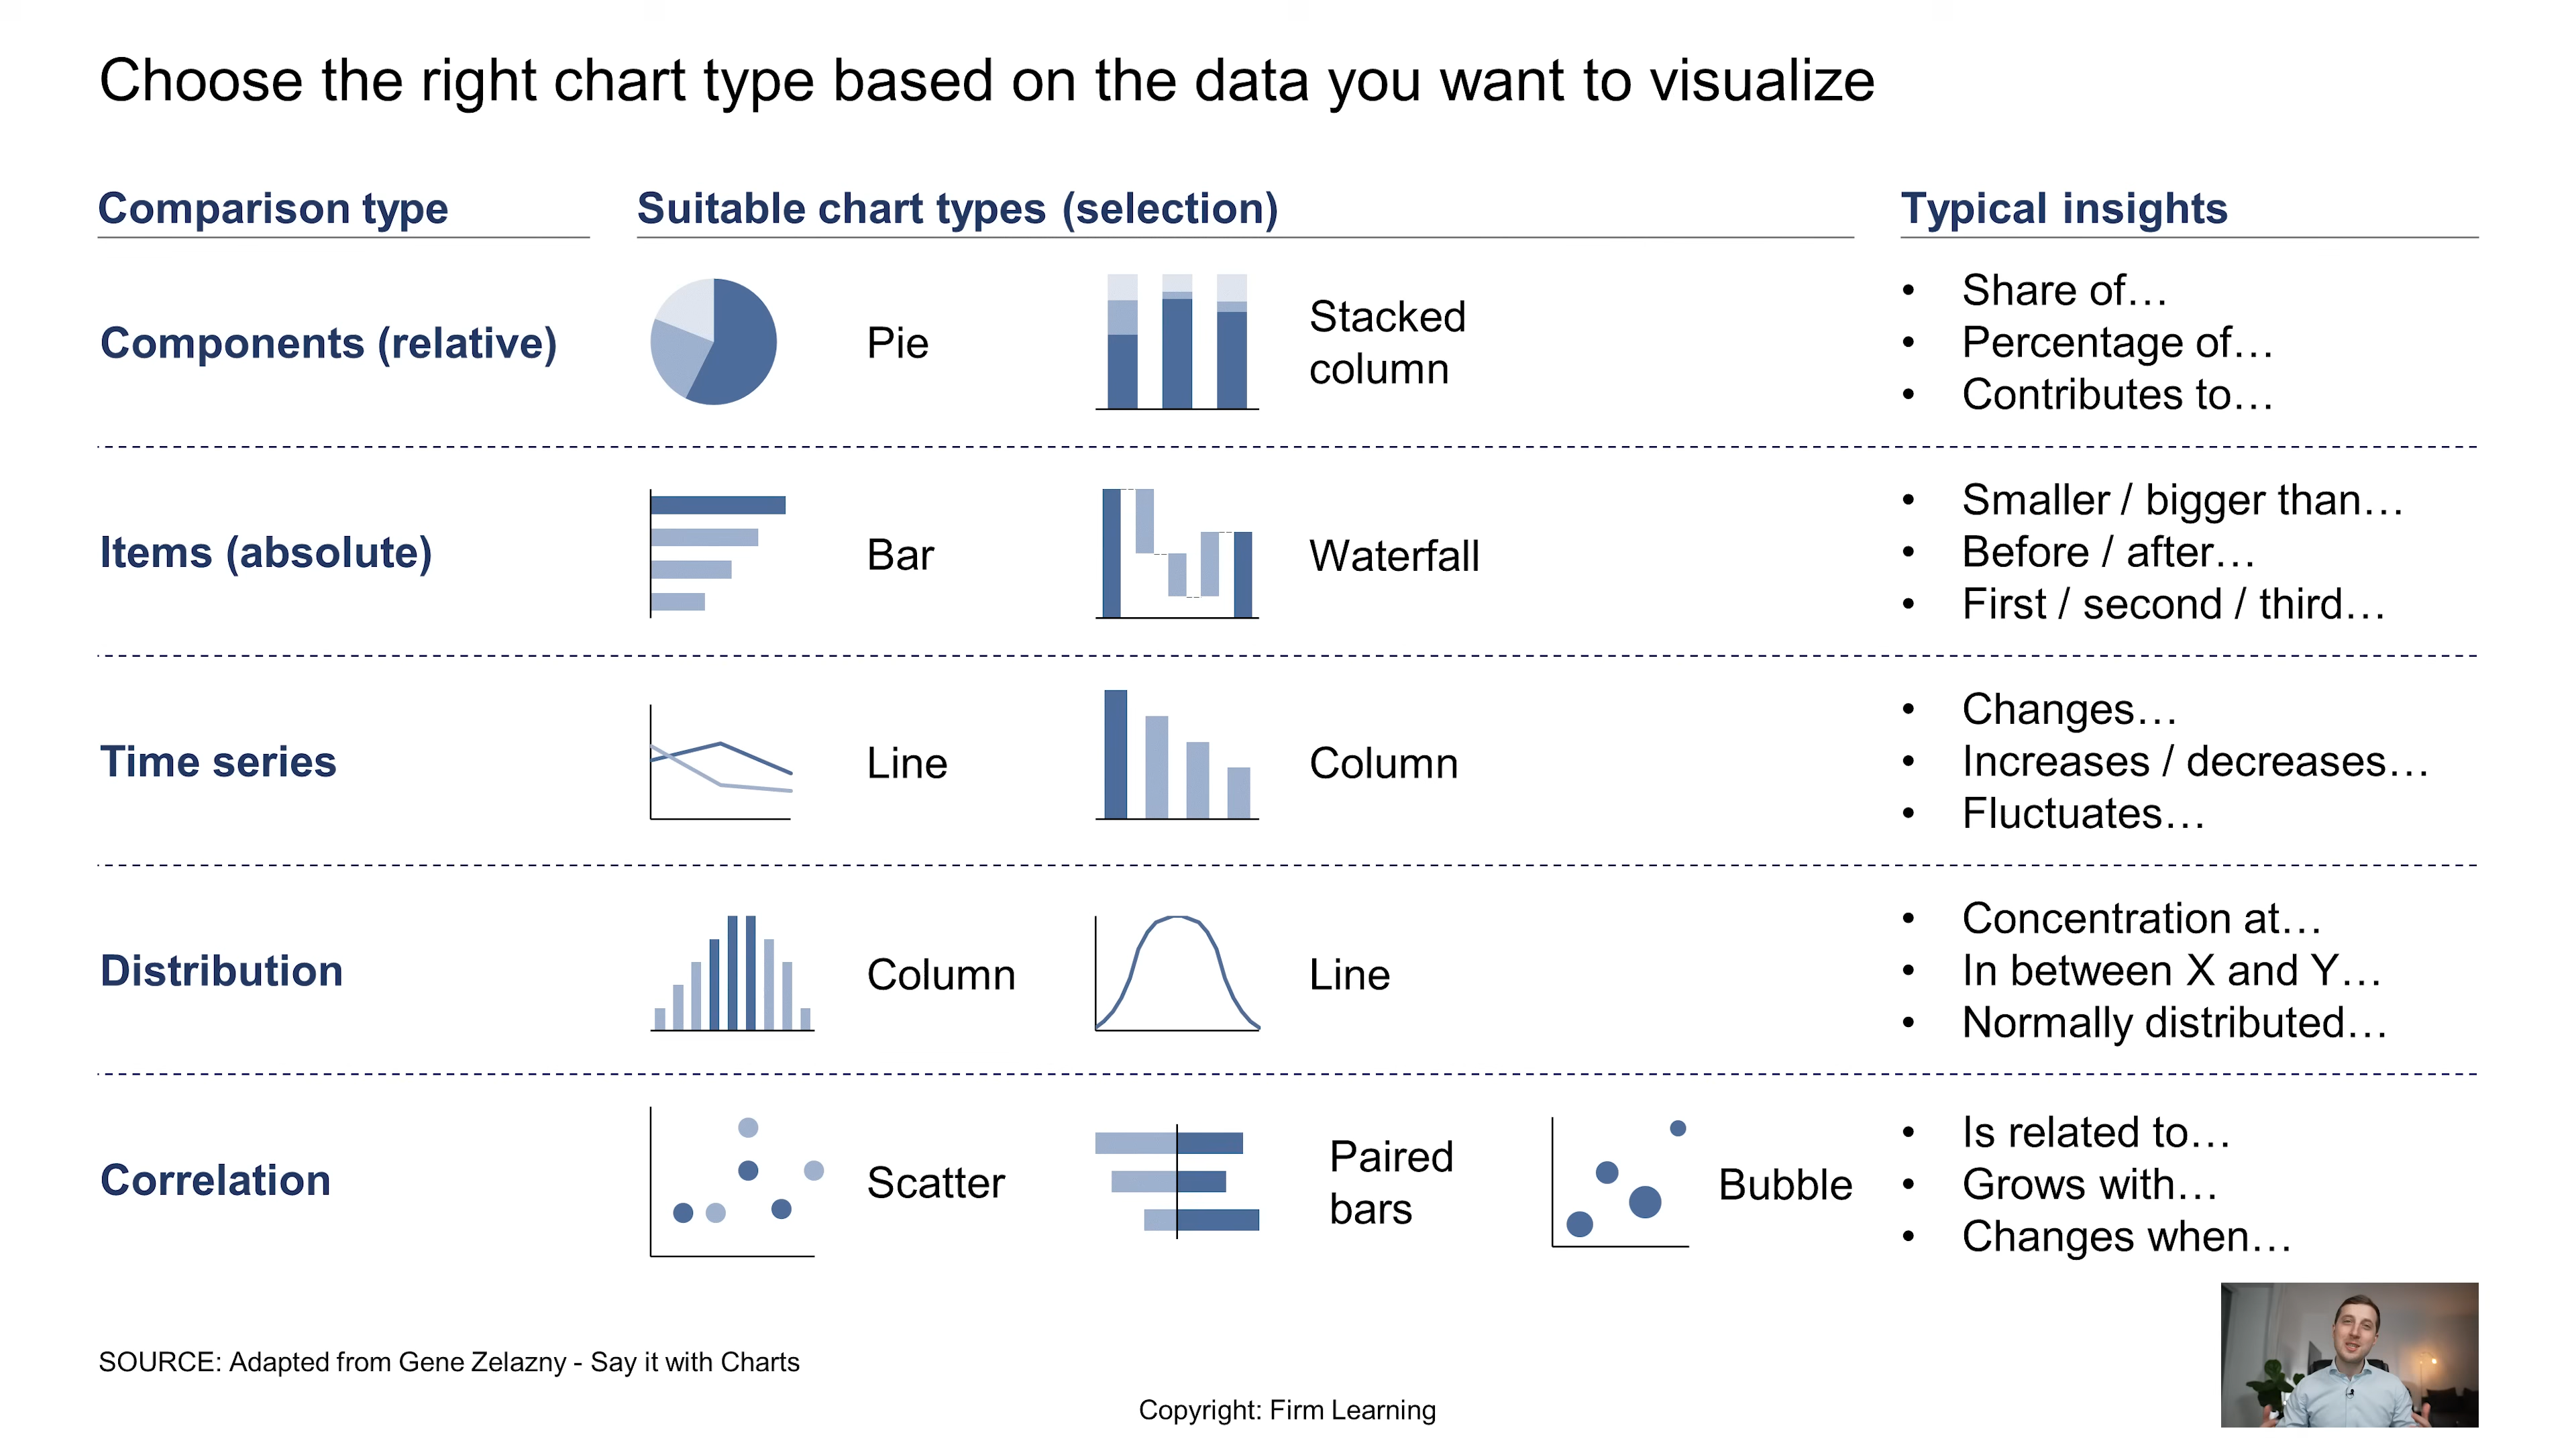 Choose the right chart type based on the data you want to visualize
Comparison type
Suitable chart types (selection)
Typical insights
Components (relative)
Pie
Stacked
column
• Share of…
• Percentage of…
• Contributes to…
Items (absolute)
Bar
Waterfall
• Smaller / bigger than…
• Before / after…
• First / second / third…
Time series
Line
Column
• Changes…
• Increases / decreases…
• Fluctuates…
Distribution
Column
Line
• Concentration at…
• In between X and Y…
• Normally distributed…
Correlation
Scatter
Paired
bars
Bubble
• Is related to…
• Grows with…
• Changes when…
SOURCE: Adapted from Gene Zelazny - Say it with Charts
Copyright: Firm Learning